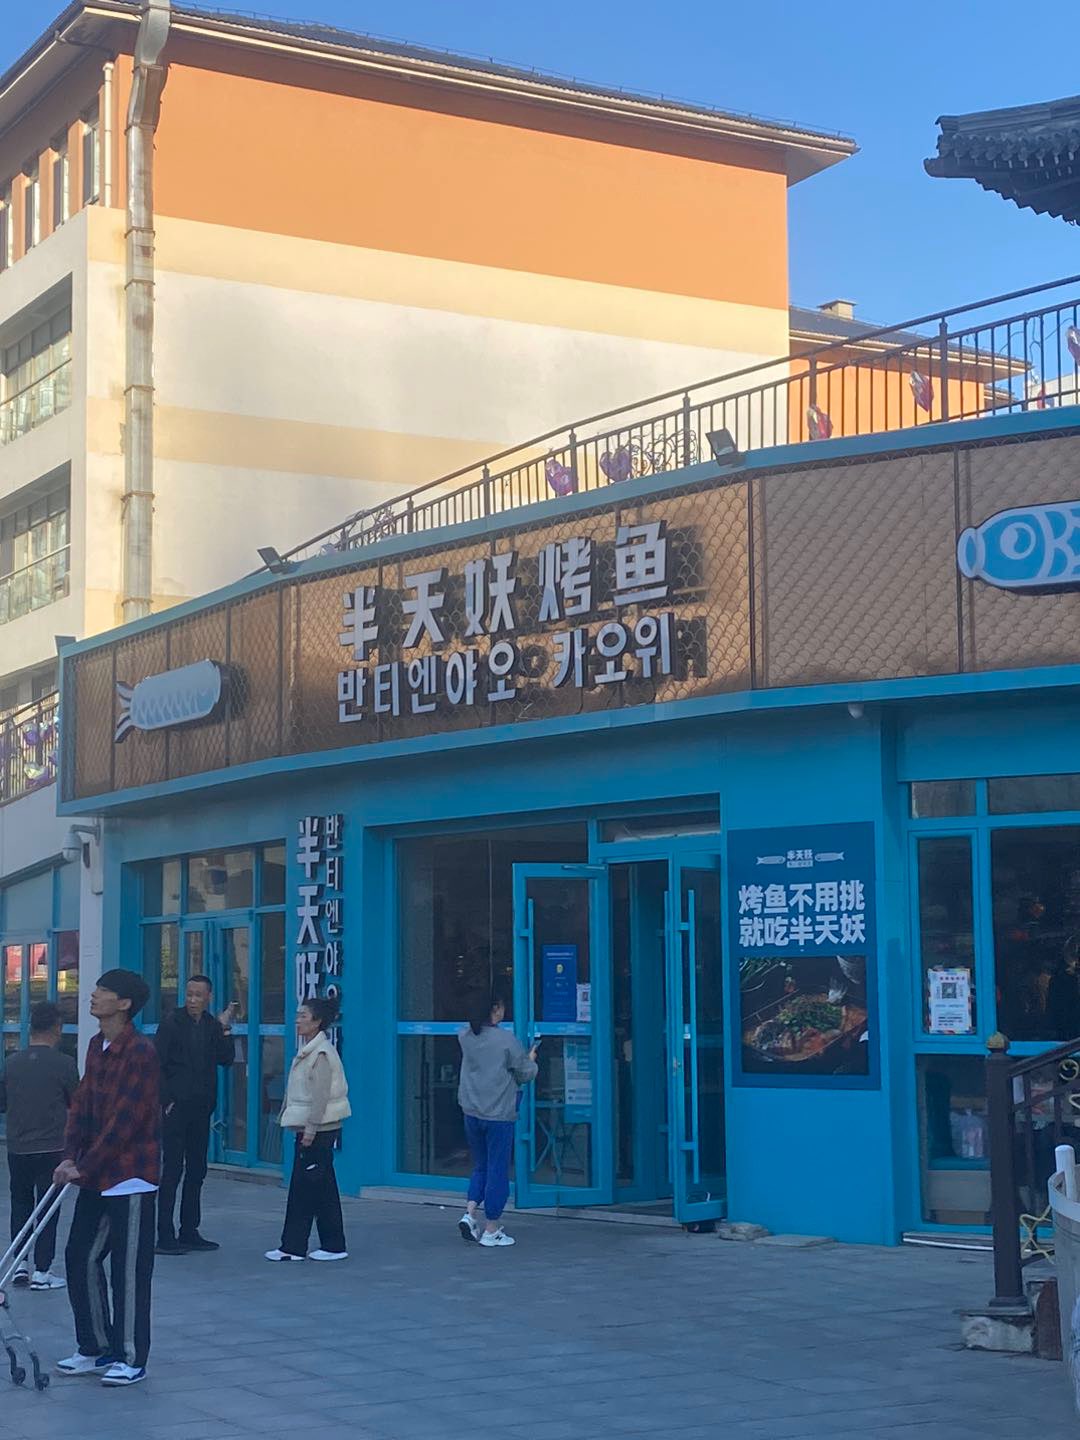 半天妖烤鱼
반티엔야오 카오위
반티엔야오
半天妖
半天妖
烤鱼不用挑
就吃半天妖